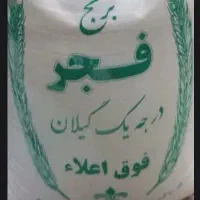 برنج
فجر
درجه یک گیلان
فوق اعلاء